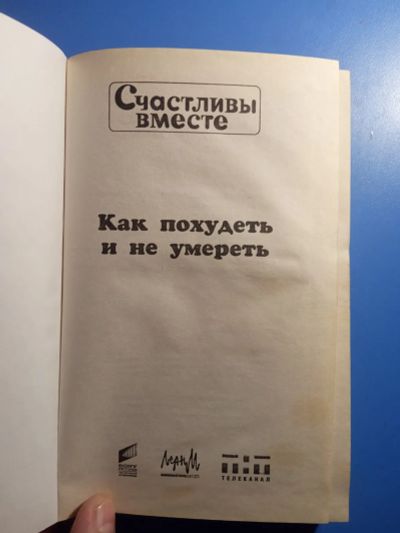 Счастливы
вместе
Как похудеть
и не умереть
ТЕЛЕКАНАЛ